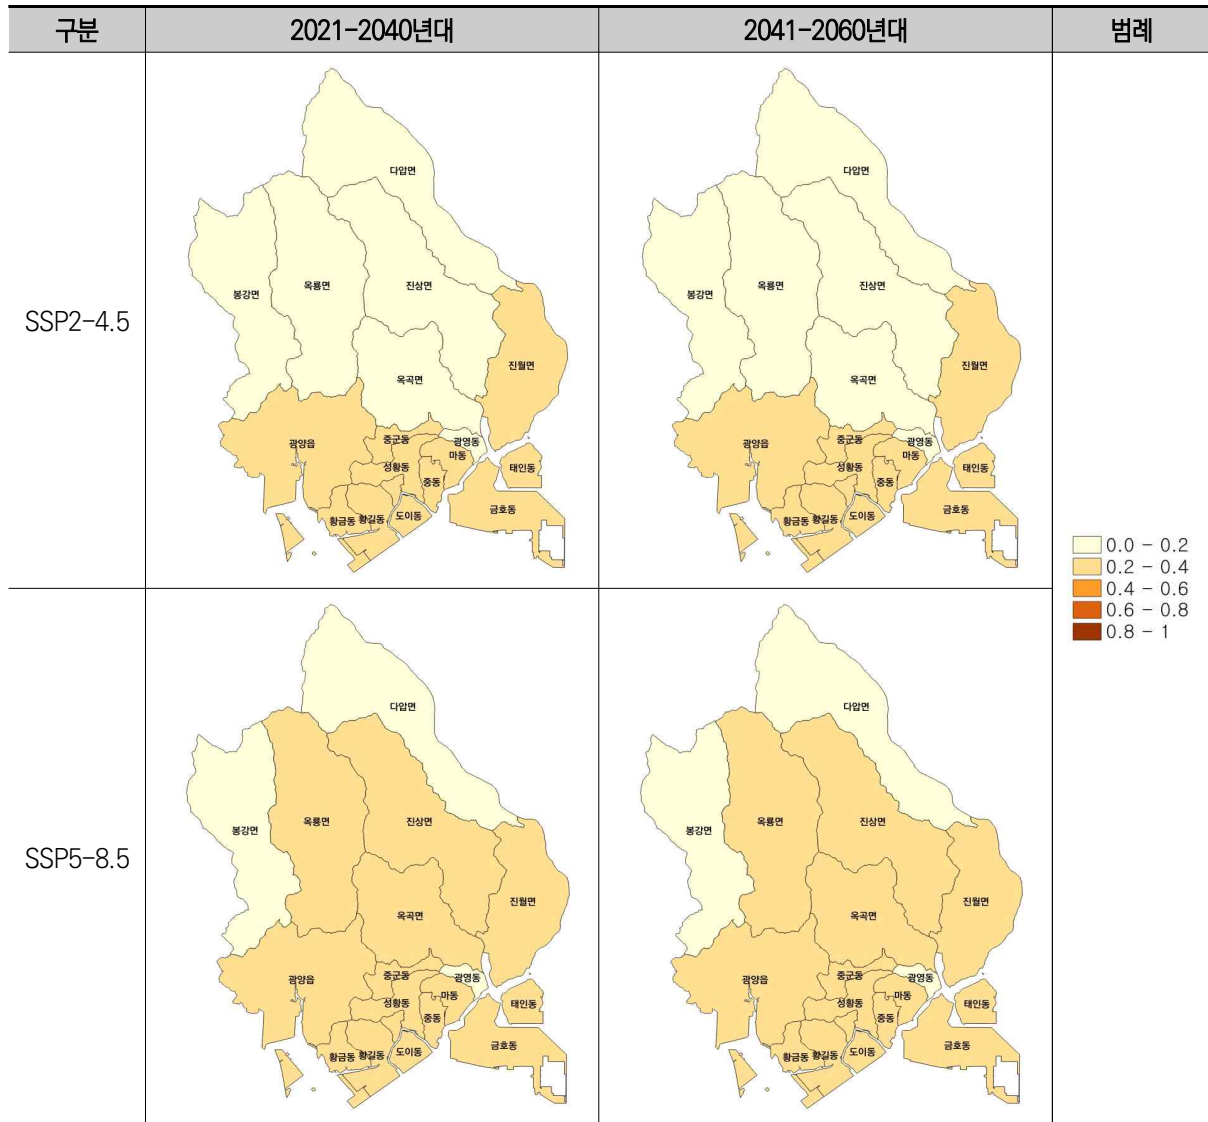 구분
2021-2040년대
2041-2060년대
범례
SSP2-4.5
다압면
봉강면
옥룡면
진상면
진월면
옥곡면
광양읍
중군동
광영동
마동
성황동
중동
태인동
황금동
황길동
도이동
금호동
다압면
봉강면
옥룡면
진상면
진월면
옥곡면
광양읍
중군동
광영동
마동
성황동
중동
태인동
황금동
황길동
도이동
금호동
0.0 - 0.2
0.2 - 0.4
0.4 - 0.6
0.6 - 0.8
0.8 - 1
SSP5-8.5
다압면
봉강면
옥룡면
진상면
진월면
옥곡면
광양읍
중군동
광영동
마동
성황동
중동
태인동
황금동
황길동
도이동
금호동
다압면
봉강면
옥룡면
진상면
진월면
옥곡면
광양읍
중군동
광영동
마동
성황동
중동
태인동
황금동
황길동
도이동
금호동